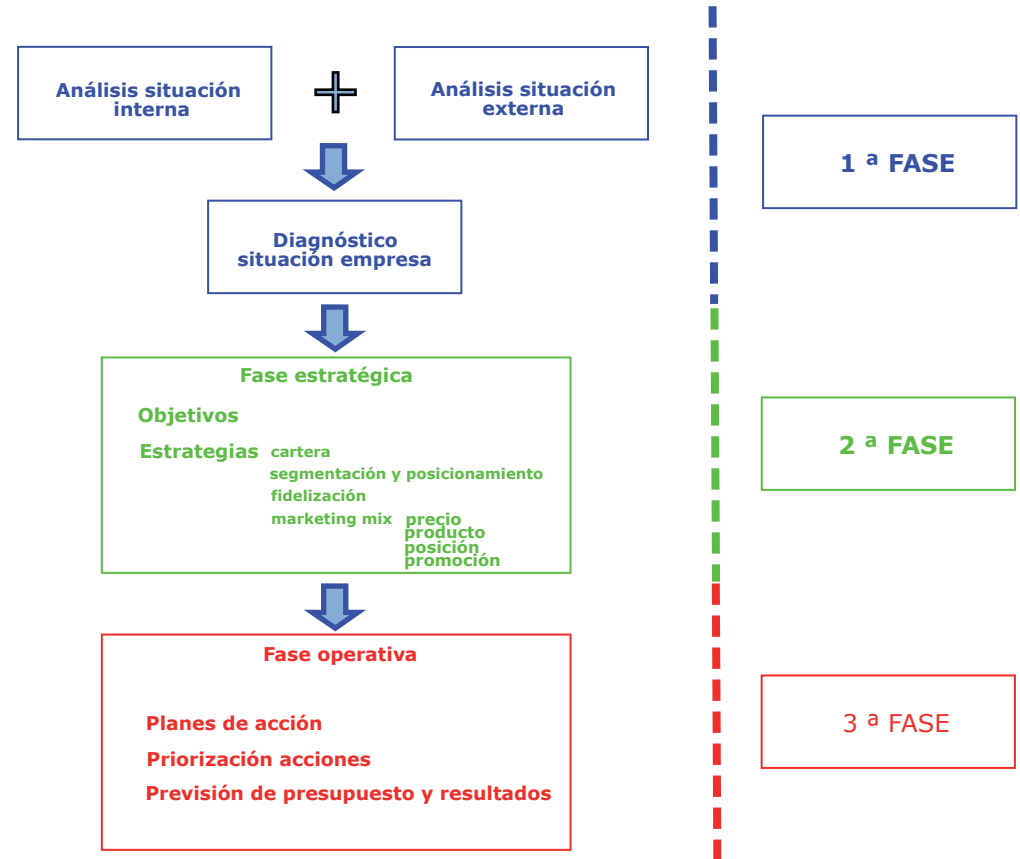 Análisis situación
interna
Análisis situación
externa
1 ª FASE
Diagnóstico
situación empresa
Fase estratégica
Objetivos
Estrategias cartera
segmentación y posicionamiento
fidelización
marketing mix precio
producto
posición
promoción
2 ª FASE
Fase operativa
Planes de acción
Priorización acciones
Previsión de presupuesto y resultados
3 ª FASE